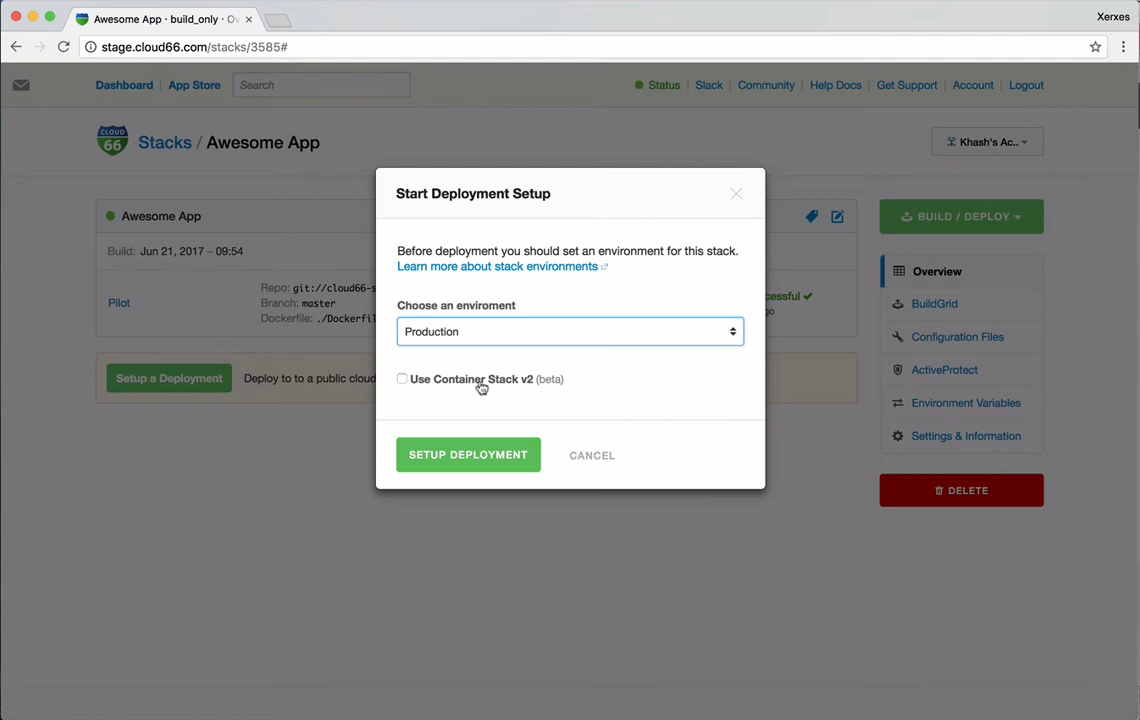 Awesome App · build_only · Ov
Xerxes
stage.cloud66.com/stacks/3585#
Dashboard
App Store
Search
Status
Slack
Community
Help Docs
Get Support
Account
Logout
CLOUD
66
Stacks / Awesome App
Khash's Ac..
Start Deployment Setup
Before deployment you should set an environment for this stack.
Learn more about stack environments
Choose an enviroment
Production
Use Container Stack v2 (beta)
SETUP DEPLOYMENT
CANCEL
Awesome App
Build: Jun 21, 2017 – 09:54
Pilot
Repo: git://cloud66-s
Branch: master
Dockerfile: ./Dockerfil
Setup a Deployment
Deploy to to a public cloud
BUILD / DEPLOY
Overview
BuildGrid
Configuration Files
ActiveProtect
Environment Variables
Settings & Information
DELETE